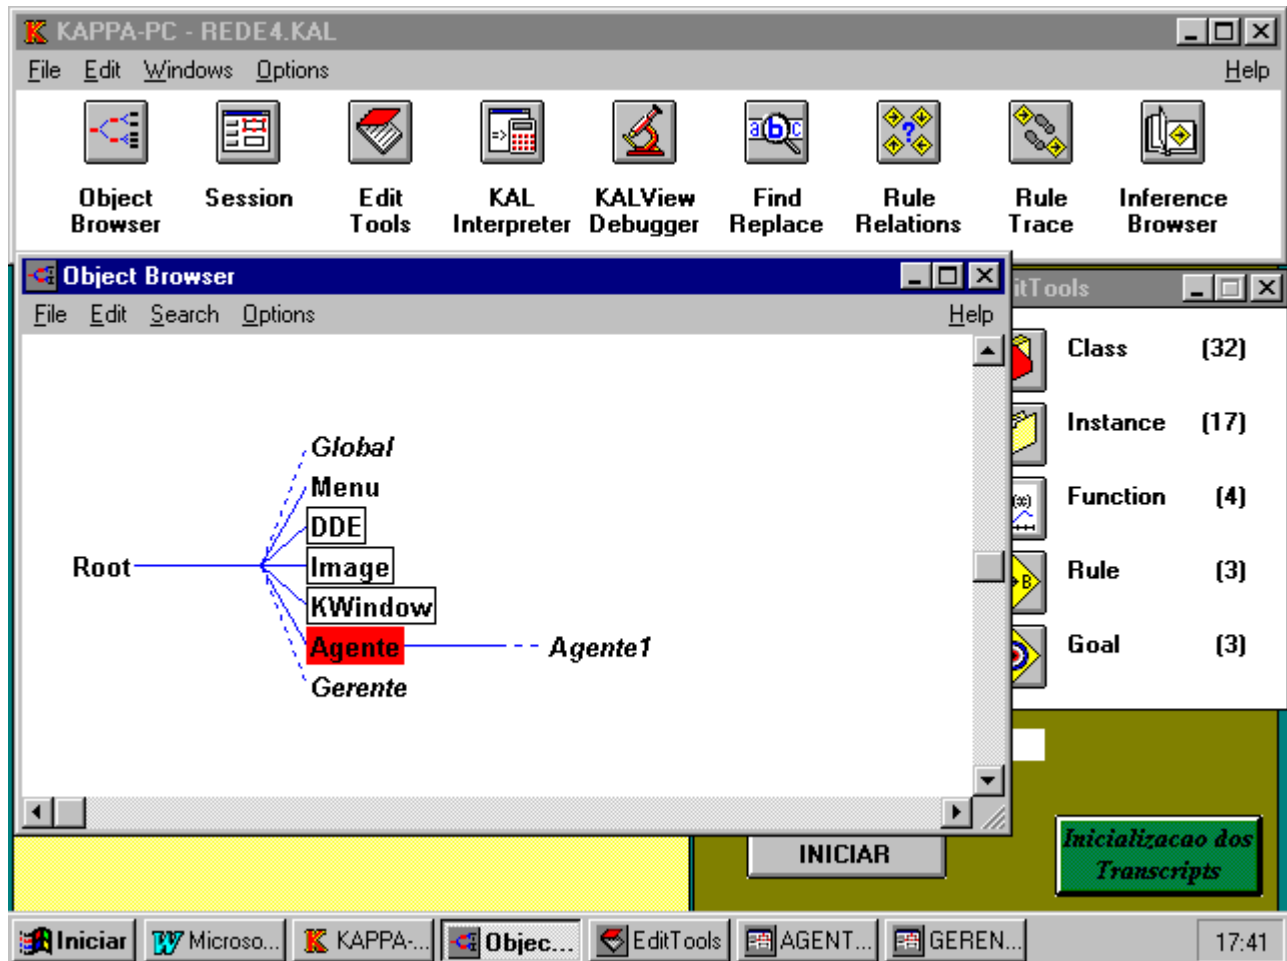 KAPPA-PC - REDE4.KAL
File Edit Windows Options Help
Object Browser
Session
Edit Tools
KAL Interpreter
KALView Debugger
Find Replace
Rule Relations
Rule Trace
Inference Browser
a b c
Object Browser
File Edit Search Options Help
Global
Menu
DDE
Root
Image
KWindow
Agente
Agente1
Gerente
itTools
Class (32)
Instance (17)
Function (4)
Rule (3)
Goal (3)
INICIAR
Inicializacao dos
Transcripts
Iniciar Microso... KAPPA-... Objec... EditTools AGENT... GEREN... 17:41